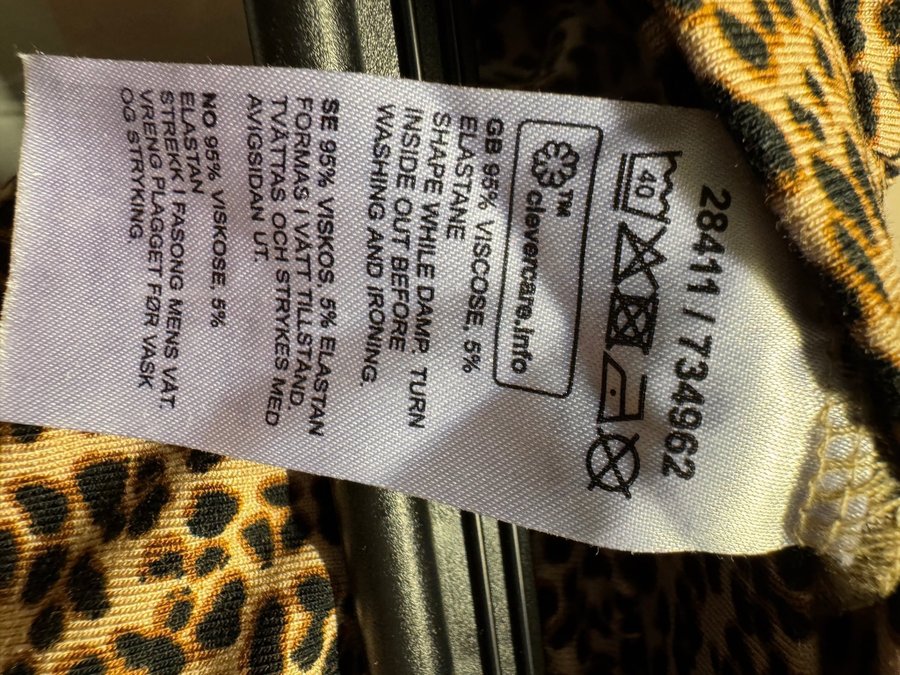 28411 / 734962
40
™
clevercare.info
GB 95% VISCOSE, 5%
ELASTANE
SHAPE WHILE DAMP. TURN
INSIDE OUT BEFORE
WASHING AND IRONING.
SE 95% VISKOS, 5% ELASTAN
FORMAS I VÅTT TILLSTÅND.
TVÄTTAS OCH STRYKES MED
AVIGSIDAN UT.
NO 95% VISKOSE, 5%
ELASTAN
STREKK I FASONG MENS VÅT.
VRENG PLAGGET FØR VASK
OG STRYKING